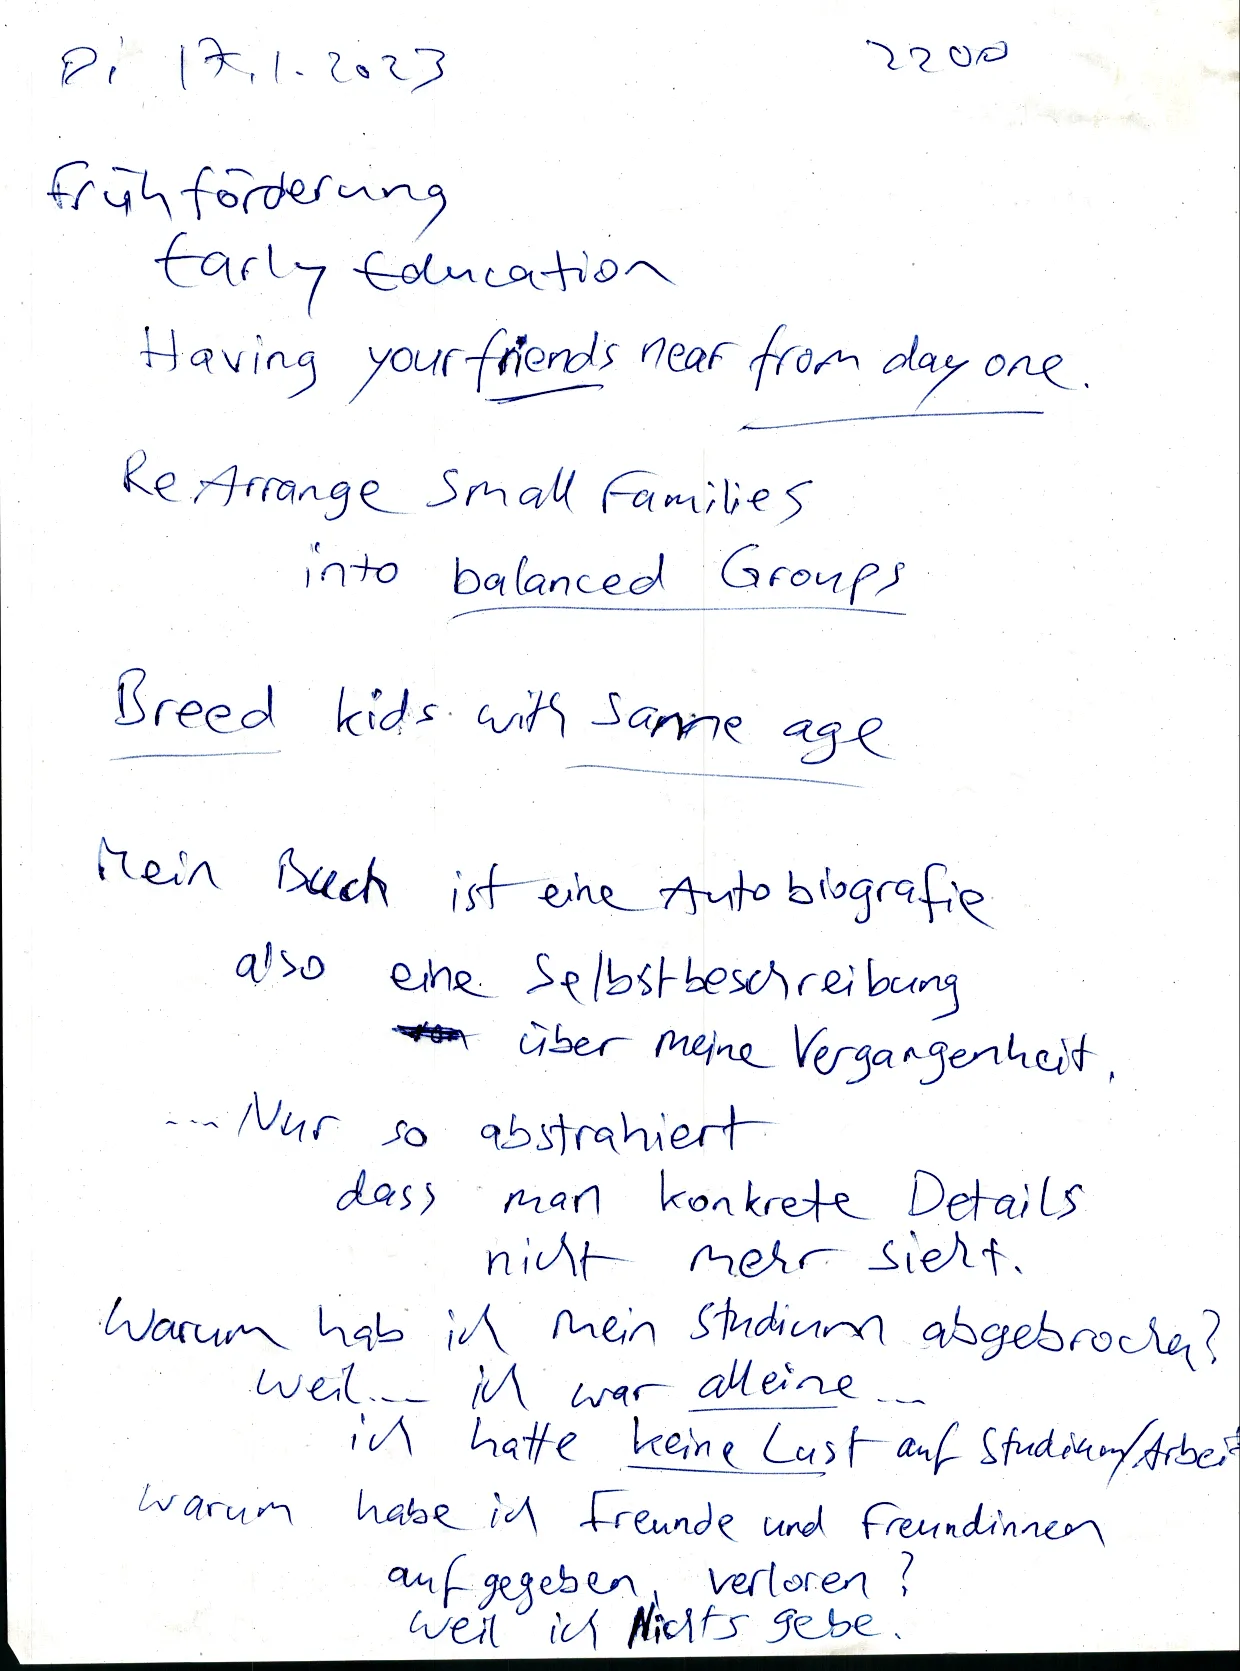 Di 17.1.2023 2200
Frühförderung
Early Education
Having your friends near from day one.
ReArrange Small Families
into balanced Groups
Breed kids with same age
Mein Buch ist eine Autobiografie
also eine Selbstbeschreibung
über meine Vergangenheit.
... Nur so abstrahiert
dass man konkrete Details
nicht mehr sieht.
Warum hab ich mein Studium abgebrochen?
weil... ich war alleine...
ich hatte keine Lust auf Studium/Arbeit
Warum habe ich Freunde und Freundinnen
aufgegeben, verloren?
weil ich Nichts gebe.